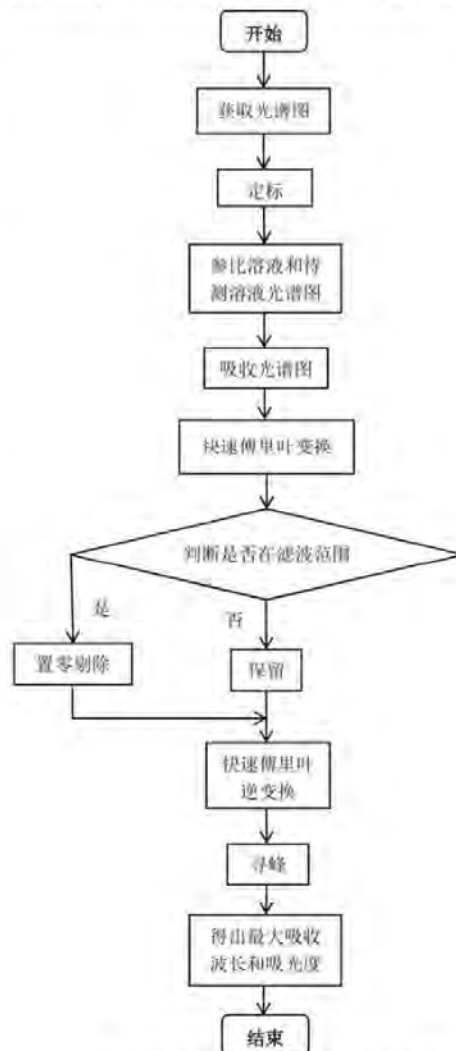 开始
获取光谱图
定标
参比溶液和待
测溶液光谱图
吸收光谱图
快速傅里叶变换
判断是否在滤波范围
是
否
置零剔除
保留
快速傅里叶
逆变换
寻峰
得出最大吸收
波长和吸光度
结束